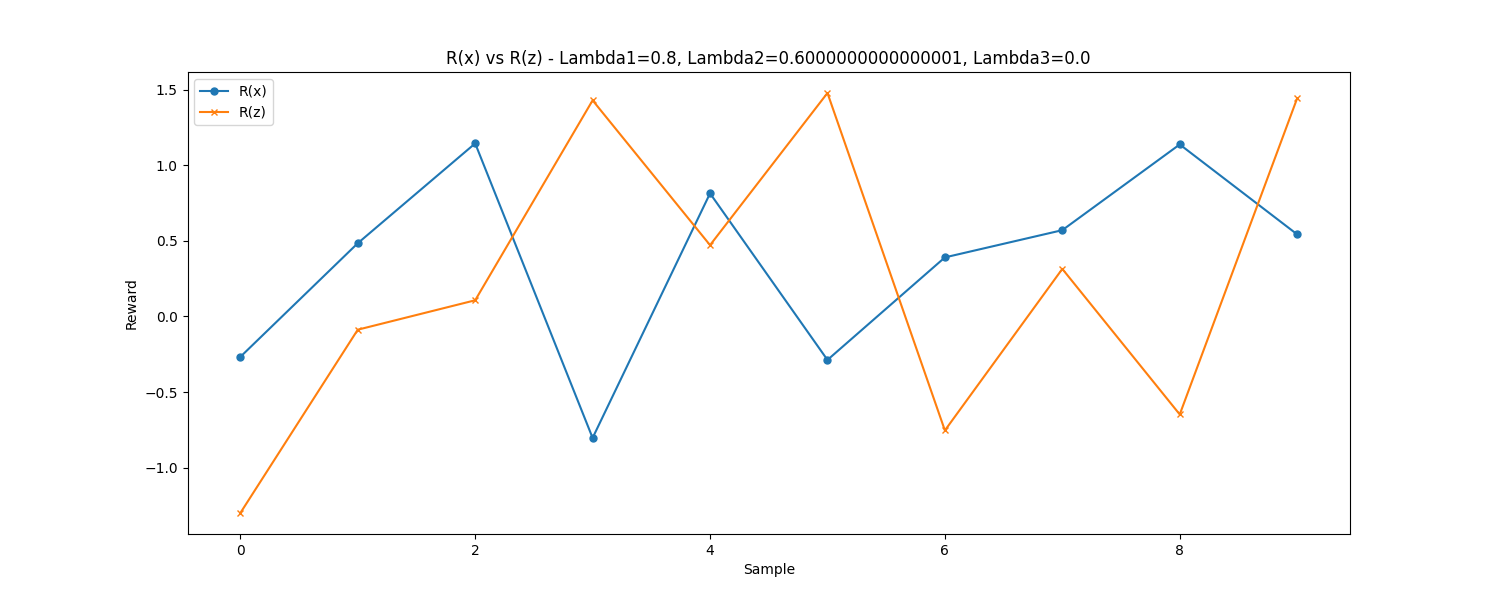 R(x) vs R(z) - Lambda1=0.8, Lambda2=0.6000000000000001, Lambda3=0.0
R(x)
R(z)
1.5
1.0
0.5
0.0
−0.5
−1.0
Reward
0 2 4 6 8
Sample